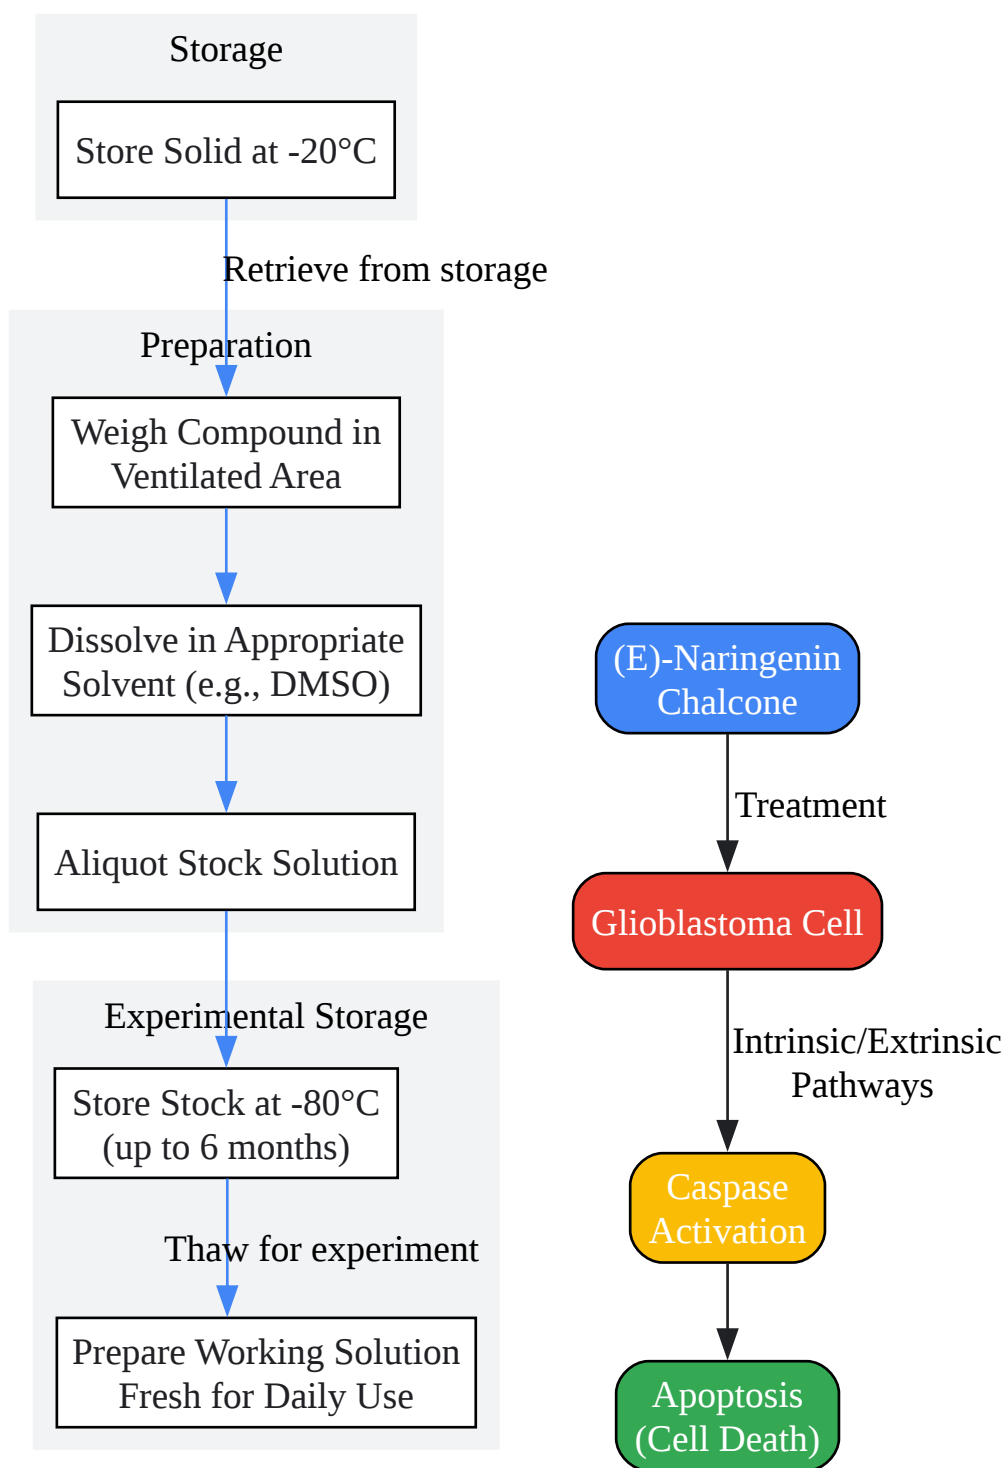 Storage
Store Solid at -20°C
Retrieve from storage
Preparation
Weigh Compound in
Ventilated Area
Dissolve in Appropriate
Solvent (e.g., DMSO)
Aliquot Stock Solution
Experimental Storage
Store Stock at -80°C
(up to 6 months)
Thaw for experiment
Prepare Working Solution
Fresh for Daily Use
(E)-Naringenin
Chalcone
Treatment
Glioblastoma Cell
Intrinsic/Extrinsic
Pathways
Caspase
Activation
Apoptosis
(Cell Death)